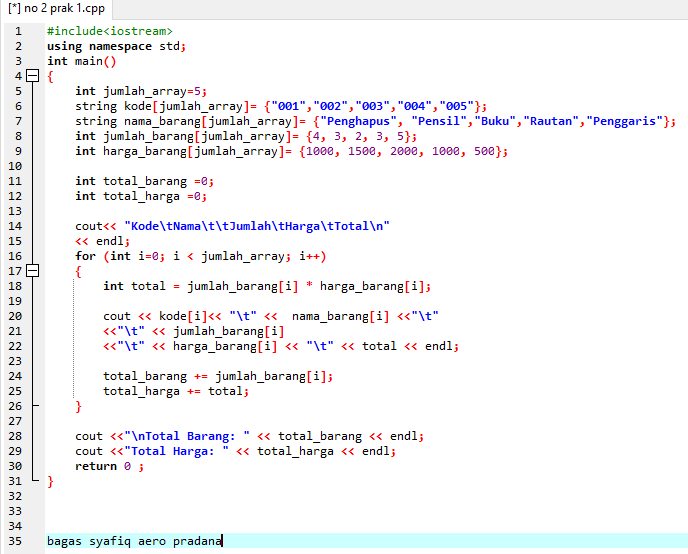 [*] no 2 prak 1.cpp
1 #include<iostream>
2 using namespace std;
3 int main()
4 {
5 int jumlah_array=5;
6 string kode[jumlah_array]= {"001","002","003","004","005"};
7 string nama_barang[jumlah_array]= {"Penghapus", "Pensil","Buku","Rautan","Penggaris"};
8 int jumlah_barang[jumlah_array]= {4, 3, 2, 3, 5};
9 int harga_barang[jumlah_array]= {1000, 1500, 2000, 1000, 500};
10
11 int total_barang =0;
12 int total_harga =0;
13
14 cout<< "Kode\tNama\t\tJumlah\tHarga\tTotal\n"
15 << endl;
16 for (int i=0; i < jumlah_array; i++)
17 {
18 int total = jumlah_barang[i] * harga_barang[i];
19
20 cout << kode[i]<< "\t" <<  nama_barang[i] <<"\t"
21 <<"\t" << jumlah_barang[i]
22 <<"\t" << harga_barang[i] << "\t" << total << endl;
23
24 total_barang += jumlah_barang[i];
25 total_harga += total;
26 }
27
28 cout <<"\nTotal Barang: " << total_barang << endl;
29 cout <<"Total Harga: " << total_harga << endl;
30 return 0 ;
31 }
32
33
34
35 bagas syafiq aero pradana